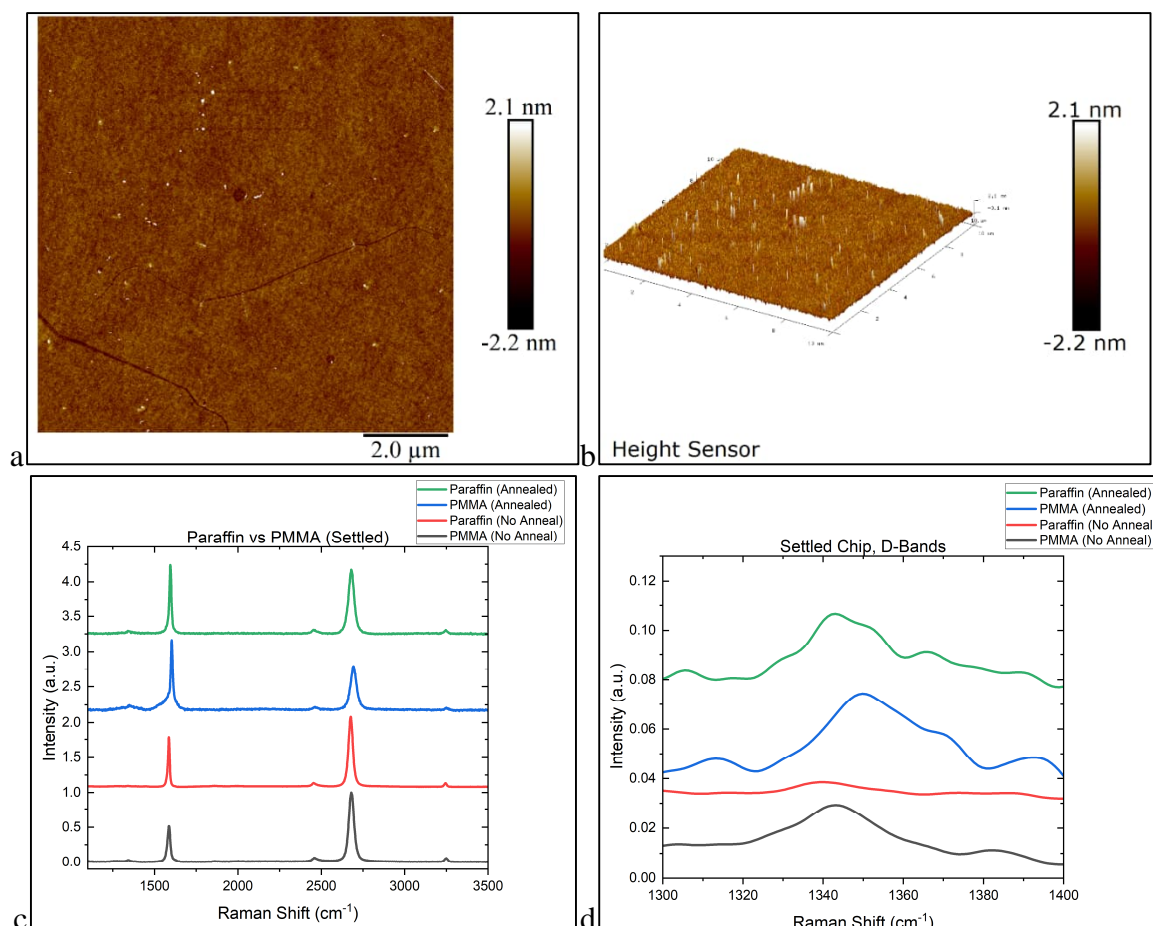 2.1 nm
-2.2 nm
2.0 µm
a
2.1 nm
-2.2 nm
Height Sensor
b
Paraffin (Annealed)
PMMA (Annealed)
Paraffin (No Anneal)
PMMA (No Anneal)
Paraffin vs PMMA (Settled)
Intensity (a.u.)
4.5
4.0
3.5
3.0
2.5
2.0
1.5
1.0
0.5
0.0
1500 2000 2500 3000 3500
Raman Shift (cm⁻¹)
c
Paraffin (Annealed)
PMMA (Annealed)
Paraffin (No Anneal)
PMMA (No Anneal)
Settled Chip, D-Bands
Intensity (a.u.)
0.12
0.10
0.08
0.06
0.04
0.02
0.00
1300 1320 1340 1360 1380 1400
Raman Shift (cm⁻¹)
d